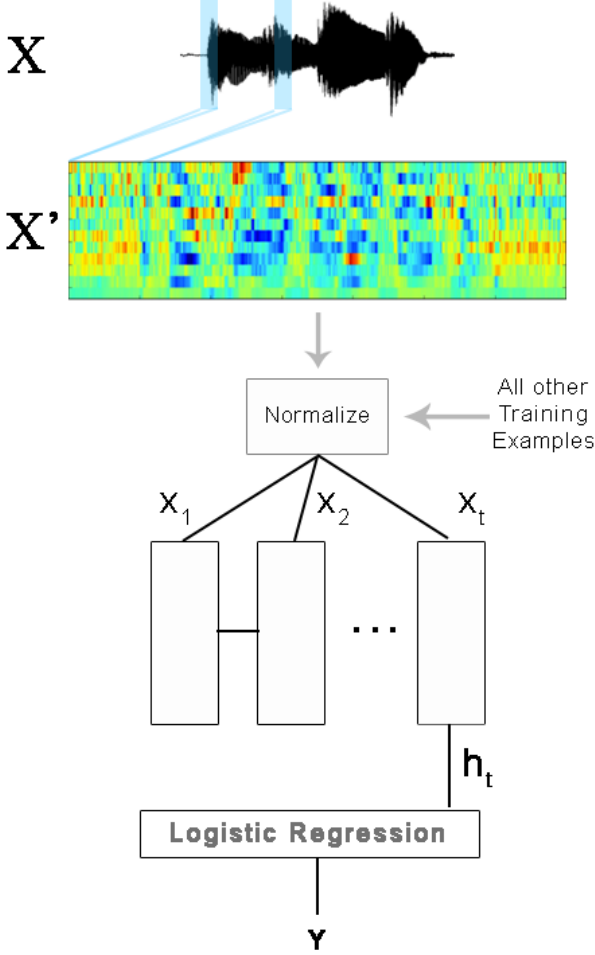 X
X'
Normalize
All other
Training
Examples
X1
X2
Xt
...
ht
Logistic Regression
Y